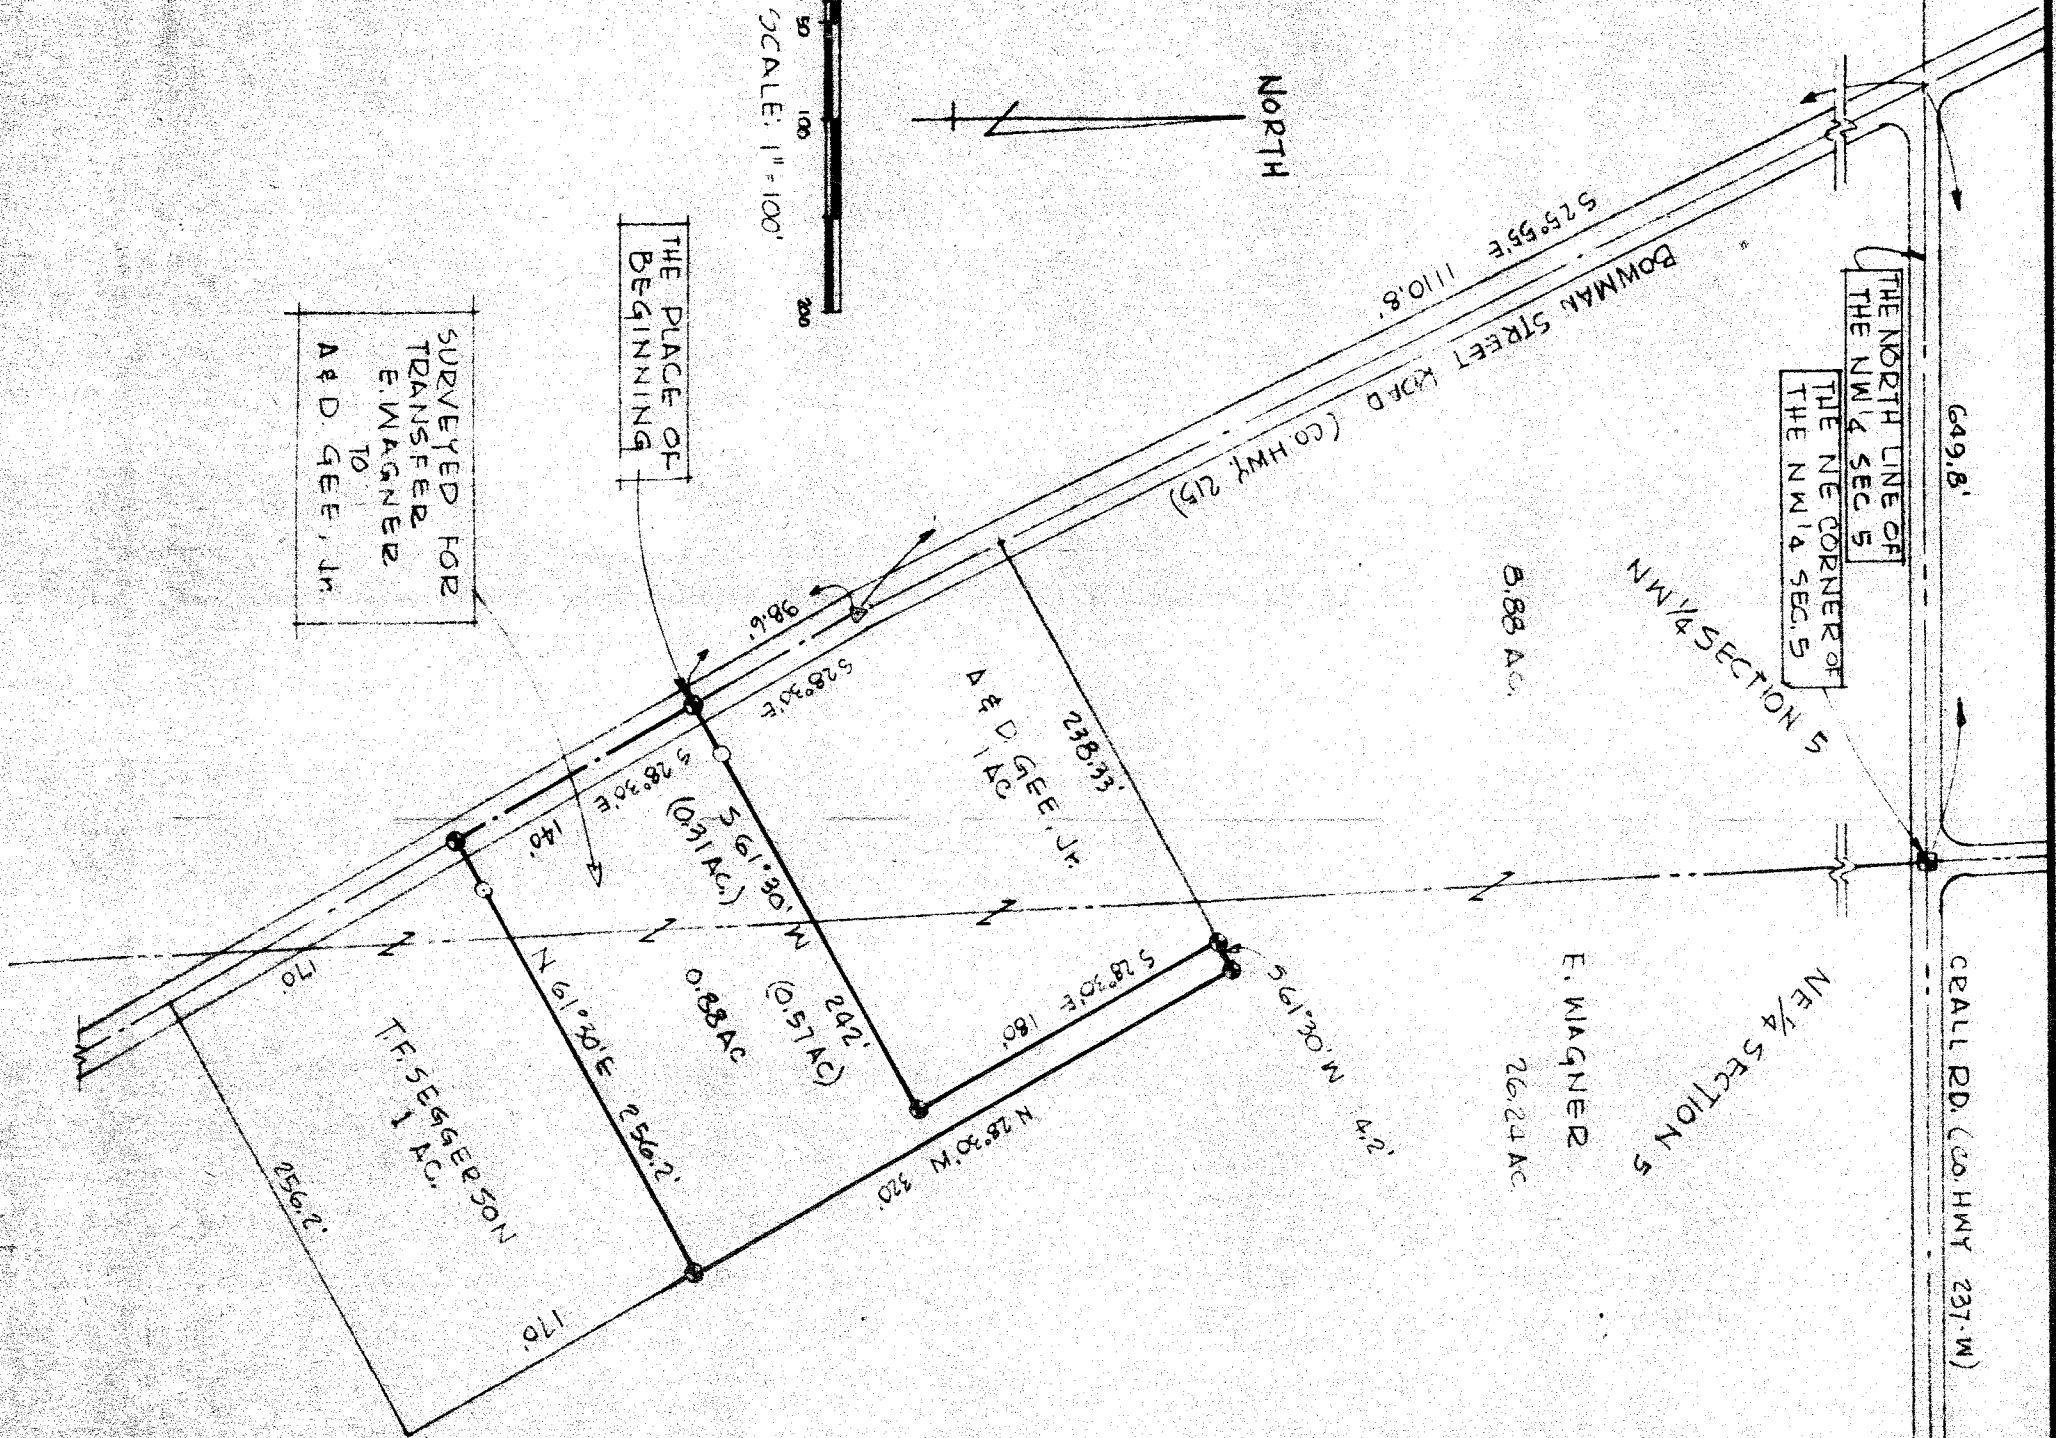 NORTH
50
100
200
SCALE: 1"=100'
THE NORTH LINE OF
THE NW 1/4 SEC 5
THE NE CORNER OF
THE NW 1/4 SEC. 5
649.8'
CRALL RD. (CO. HWY 237-W)
S 25°55'E 1110.8'
BOWMAN STREET ROAD (CO. HWY. 215)
NW 1/4 SECTION 5
8.88 AC.
NE 1/4 SECTION 5
E. WAGNER
26.24 AC.
THE PLACE OF
BEGINNING
SURVEYED FOR
TRANSFER
E. WAGNER
TO
A & D. GEE, Jr.
98.6'
S 28°30'E
A & D. GEE, Jr.
1 AC
238.33'
S 61°30'W 4.2'
S 28°30'E 180'
S 61°30'W 242'
(0.31 AC.) (0.57 AC)
0.88 AC
S 28°30'E
140'
N 61°30'E 256.2'
N 28°30'W 320'
T.F. SEGGERSON
1 AC.
170'
256.2'
170'